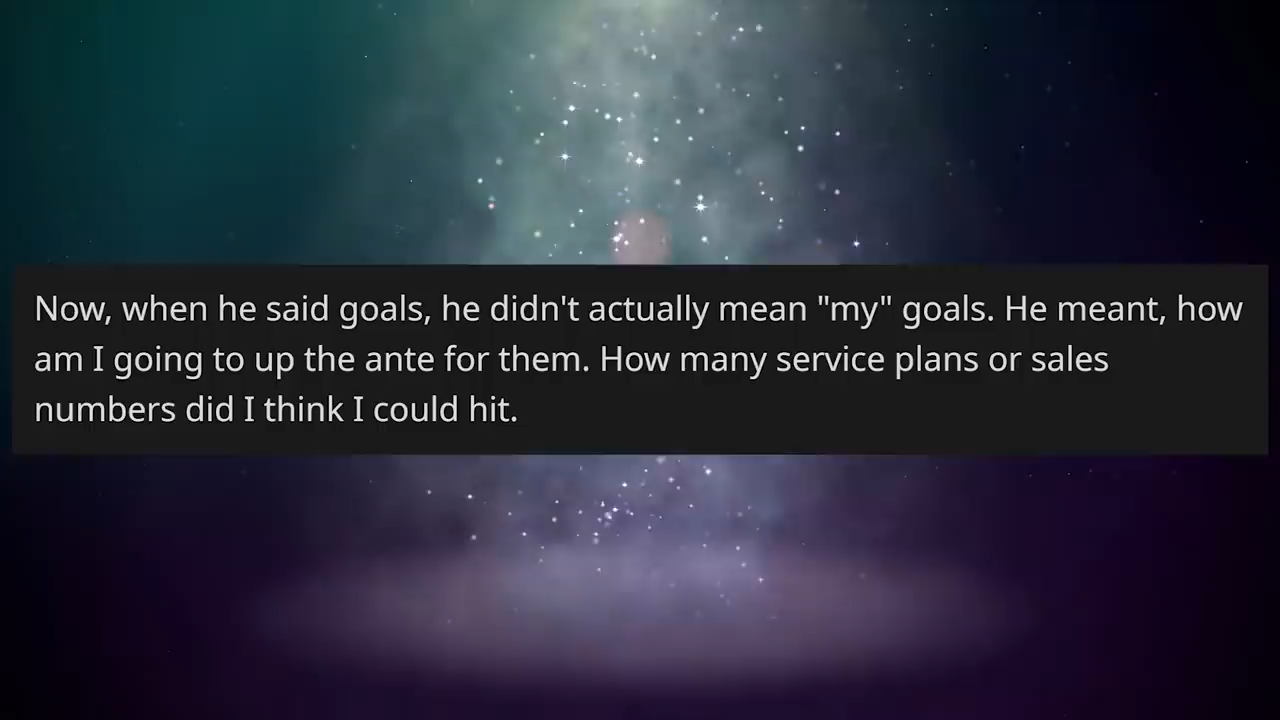 Now, when he said goals, he didn't actually mean "my" goals. He meant, how
am I going to up the ante for them. How many service plans or sales
numbers did I think I could hit.